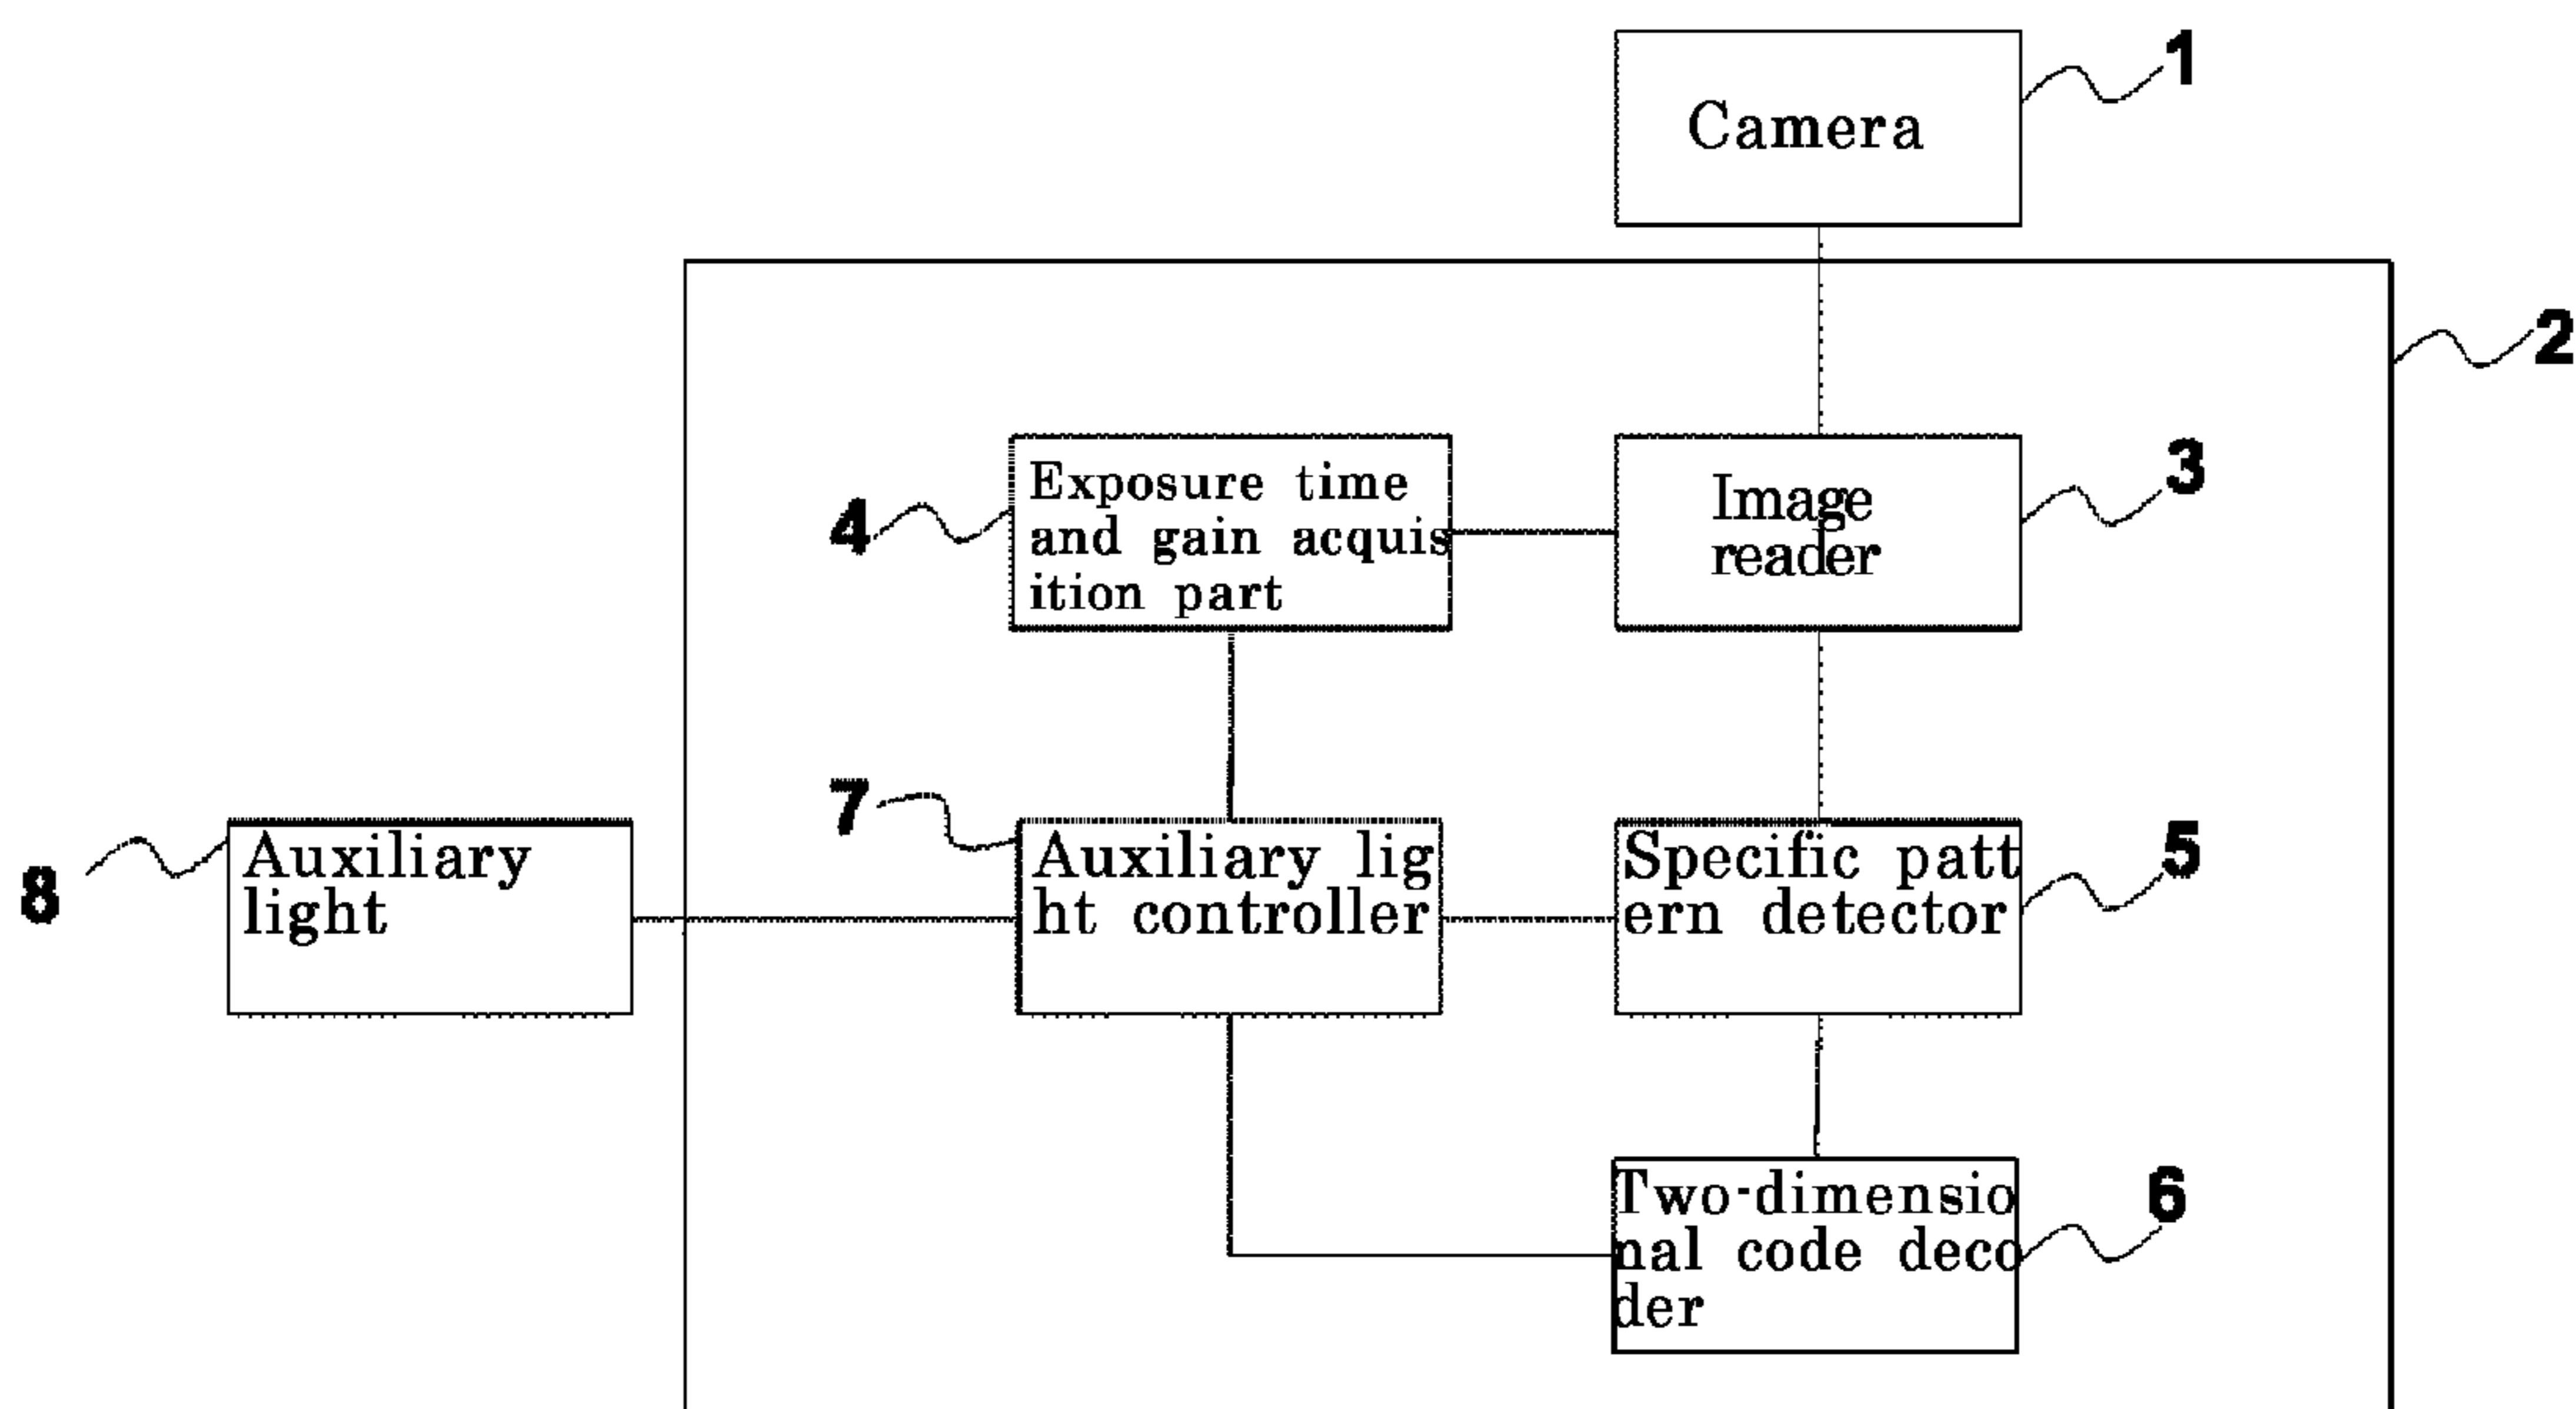 1
Camera
2
4
Exposure time
and gain acquis
ition part
Image
reader
3
7
8
Auxiliary
light
Auxiliary lig
ht controller
Specific patt
ern detector
5
Two-dimensio
nal code deco
der
6